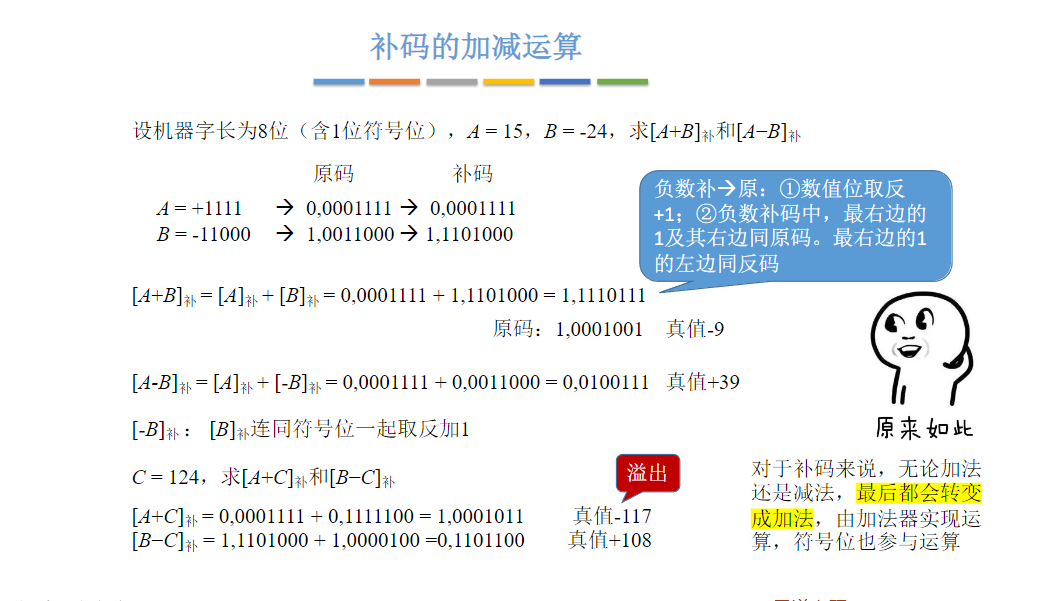 补码的加减运算
设机器字长为8位（含1位符号位），A = 15，B = -24，求[A+B]补和[A−B]补
原码 补码
A = +1111 → 0,0001111 → 0,0001111
B = -11000 → 1,0011000 → 1,1101000
负数补→原：①数值位取反
+1；②负数补码中，最右边的
1及其右边同原码。最右边的1
的左边同反码
[A+B]补 = [A]补 + [B]补 = 0,0001111 + 1,1101000 = 1,1110111
原码：1,0001001 真值-9
[A-B]补 = [A]补 + [-B]补 = 0,0001111 + 0,0011000 = 0,0100111 真值+39
[-B]补： [B]补连同符号位一起取反加1
原来如此
C = 124，求[A+C]补和[B−C]补
溢出
[A+C]补 = 0,0001111 + 0,1111100 = 1,0001011 真值-117
[B−C]补 = 1,1101000 + 1,0000100 =0,1101100 真值+108
对于补码来说，无论加法
还是减法，最后都会转变
成加法，由加法器实现运
算，符号位也参与运算